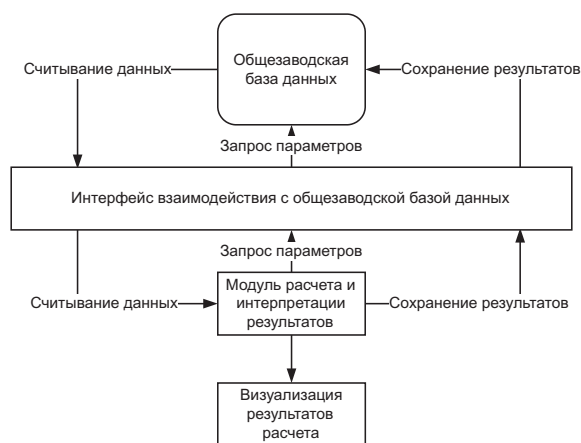 Считывание данных
Общезаводская
база данных
Сохранение результатов
Запрос параметров
Интерфейс взаимодействия с общезаводской базой данных
Запрос параметров
Считывание данных
Модуль расчета и
интерпретации
результатов
Сохранение результатов
Визуализация
результатов
расчета